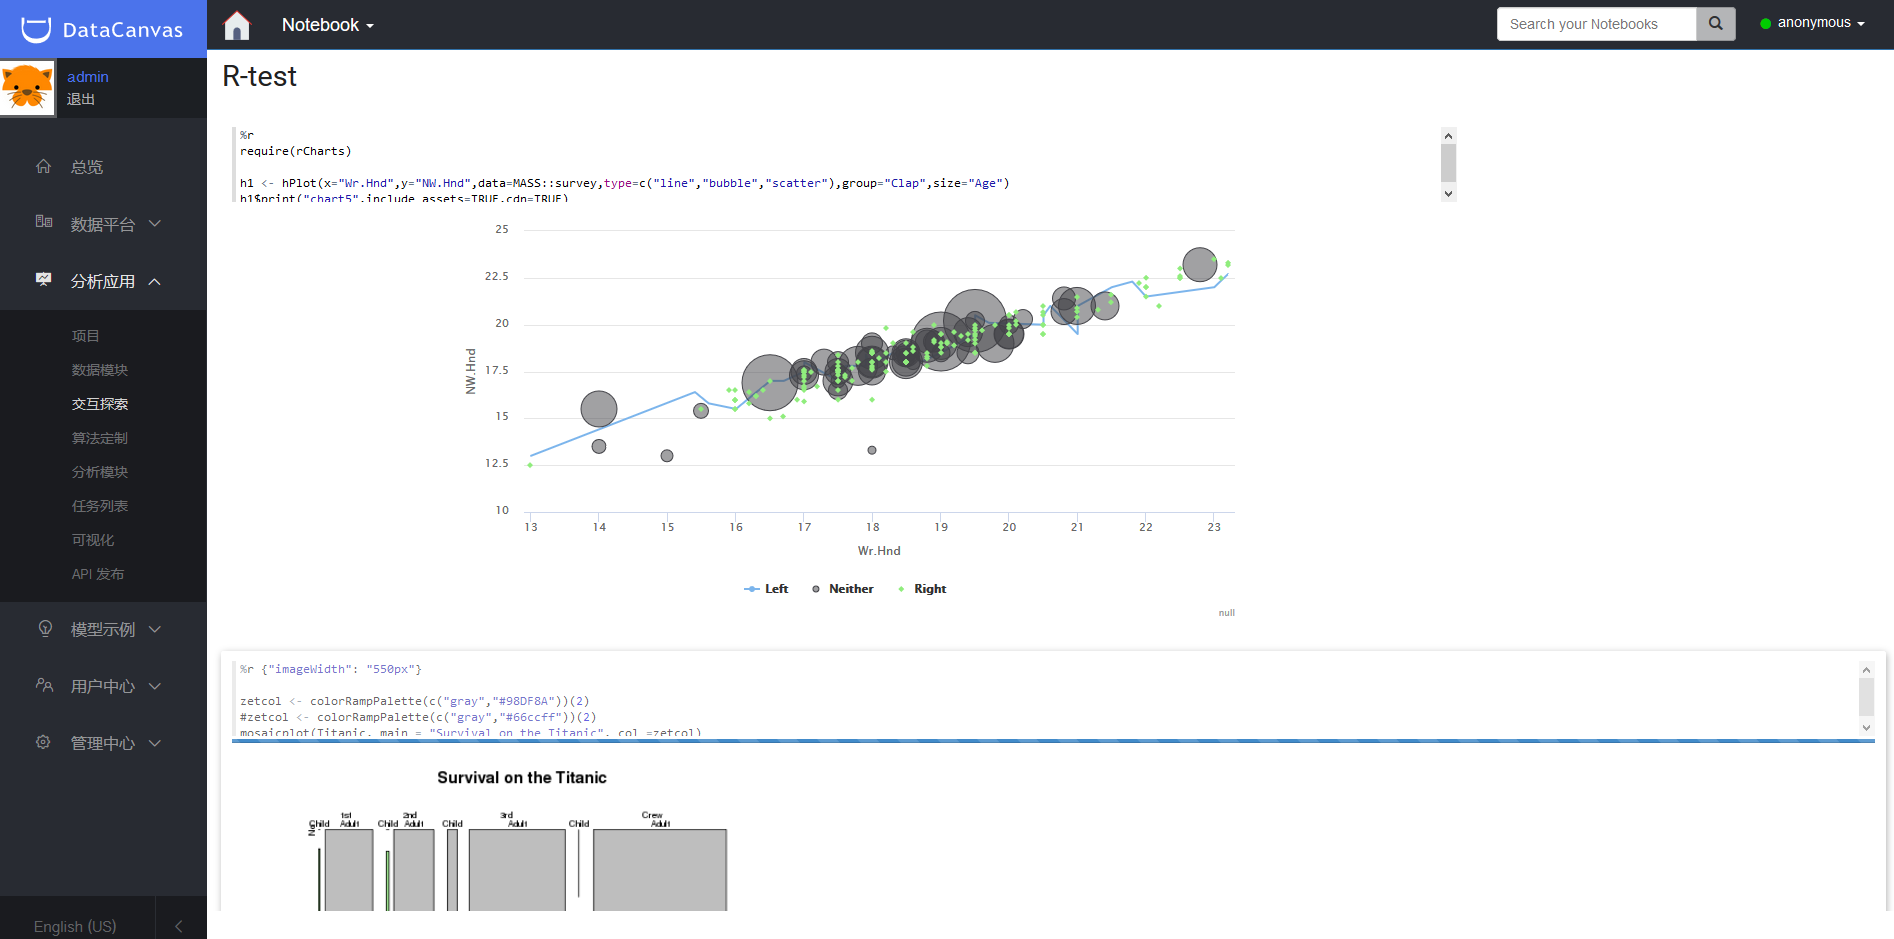 DataCanvas
Notebook
Search your Notebooks
anonymous
admin
退出
总览
数据平台
分析应用
项目
数据模块
交互探索
算法定制
分析模块
任务列表
可视化
API 发布
模型示例
用户中心
管理中心
English (US)
R-test
%r
require(rCharts)
h1 <- hPlot(x="Wr.Hnd",y="NW.Hnd",data=MASS::survey,type=c("line","bubble","scatter"),group="Clap",size="Age")
h1$print("chart5",include_assets=TRUE,cdn=TRUE)
25
22.5
20
17.5
15
12.5
10
NW.Hnd
13 14 15 16 17 18 19 20 21 22 23
Wr.Hnd
Left Neither Right
null
%r {"imageWidth": "550px"}
zetcol <- colorRampPalette(c("gray","#98DF8A"))(2)
#zetcol <- colorRampPalette(c("gray","#66ccff"))(2)
mosaicplot(Titanic, main = "Survival on the Titanic", col =zetcol)
Survival on the Titanic
1st 2nd 3rd Crew
Child Adult Child Adult Child Adult Child Adult
No